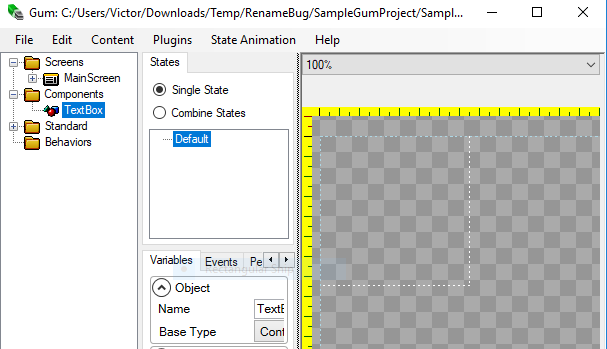 Gum: C:/Users/Victor/Downloads/Temp/RenameBug/SampleGumProject/Sampl...
File Edit Content Plugins State Animation Help
Screens
MainScreen
Components
TextBox
Standard
Behaviors
States
Single State
Combine States
Default
Variables Events Pe
Object
Name TextB
Base Type Cont
100%